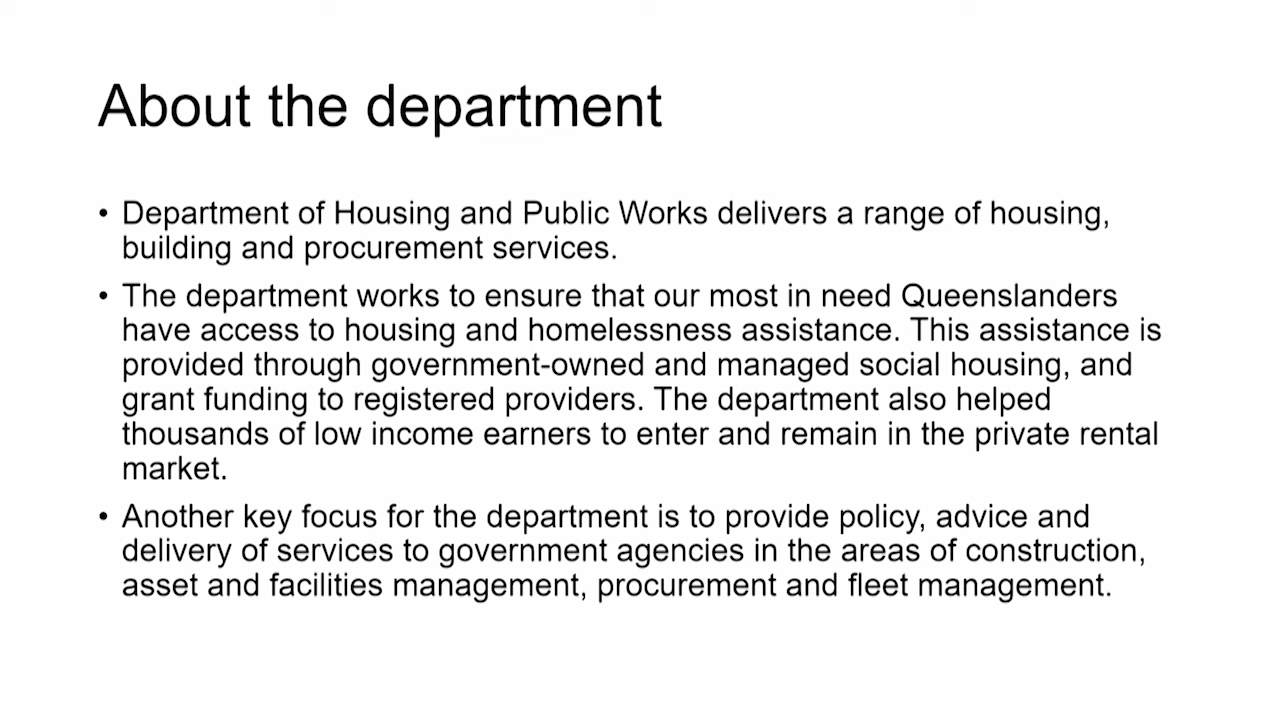 About the department
• Department of Housing and Public Works delivers a range of housing,
building and procurement services.
• The department works to ensure that our most in need Queenslanders
have access to housing and homelessness assistance. This assistance is
provided through government-owned and managed social housing, and
grant funding to registered providers. The department also helped
thousands of low income earners to enter and remain in the private rental
market.
• Another key focus for the department is to provide policy, advice and
delivery of services to government agencies in the areas of construction,
asset and facilities management, procurement and fleet management.